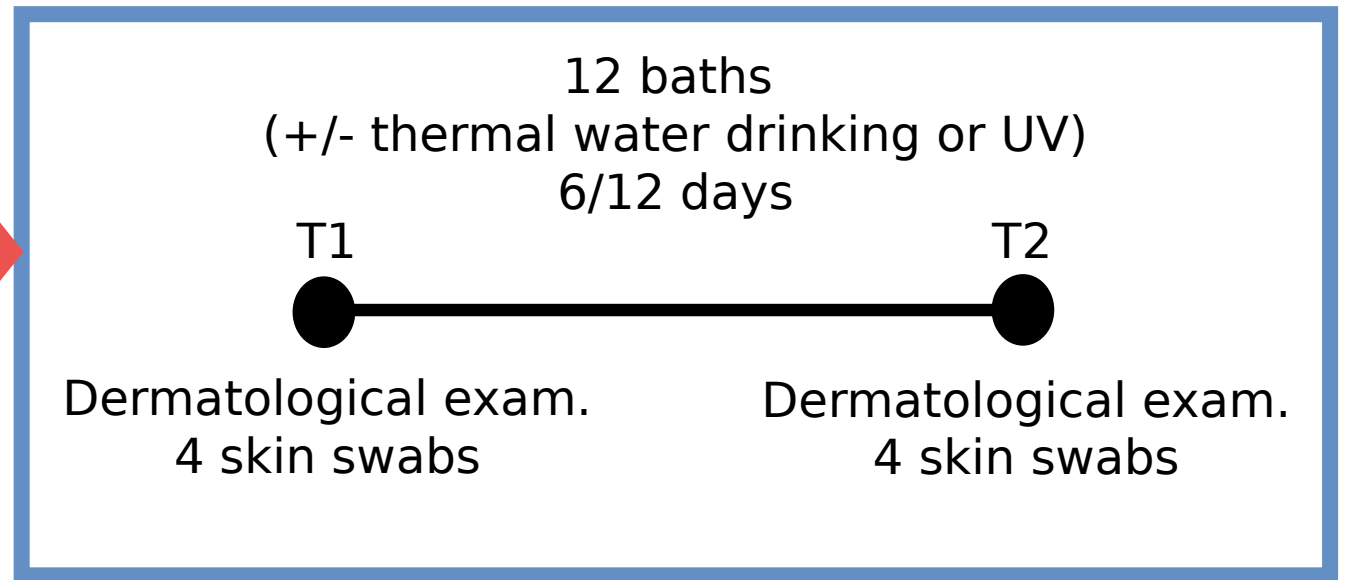 12 baths
(+/- thermal water drinking or UV)
6/12 days
T1
T2
Dermatological exam.
4 skin swabs
Dermatological exam.
4 skin swabs